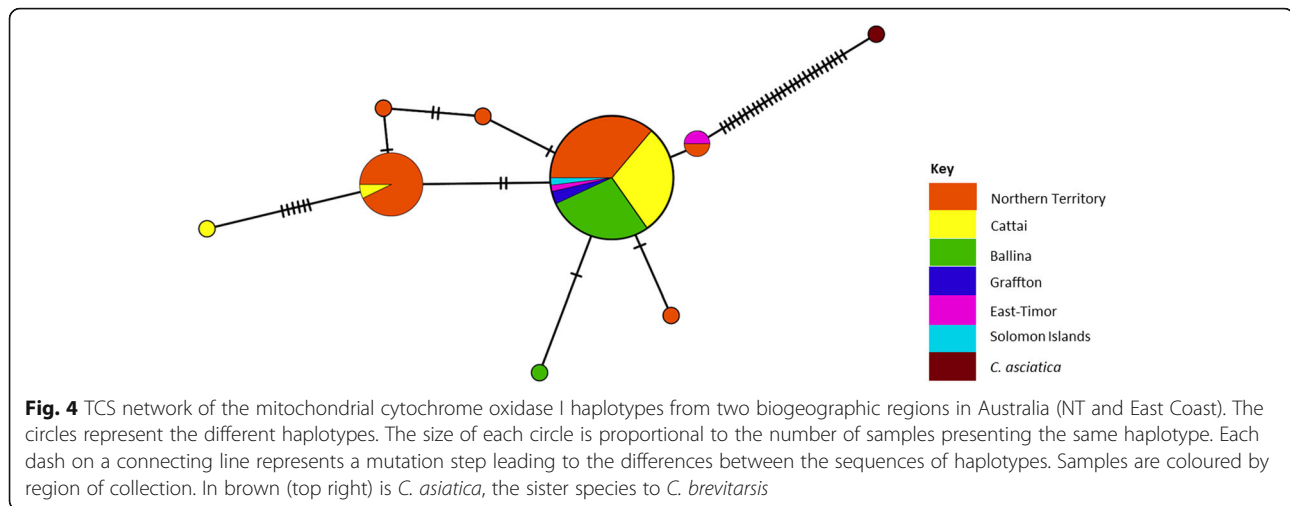 Key
Northern Territory
Cattai
Ballina
Graffton
East-Timor
Solomon Islands
C. asciatica
Fig. 4 TCS network of the mitochondrial cytochrome oxidase I haplotypes from two biogeographic regions in Australia (NT and East Coast). The
circles represent the different haplotypes. The size of each circle is proportional to the number of samples presenting the same haplotype. Each
dash on a connecting line represents a mutation step leading to the differences between the sequences of haplotypes. Samples are coloured by
region of collection. In brown (top right) is C. asiatica, the sister species to C. brevitarsis